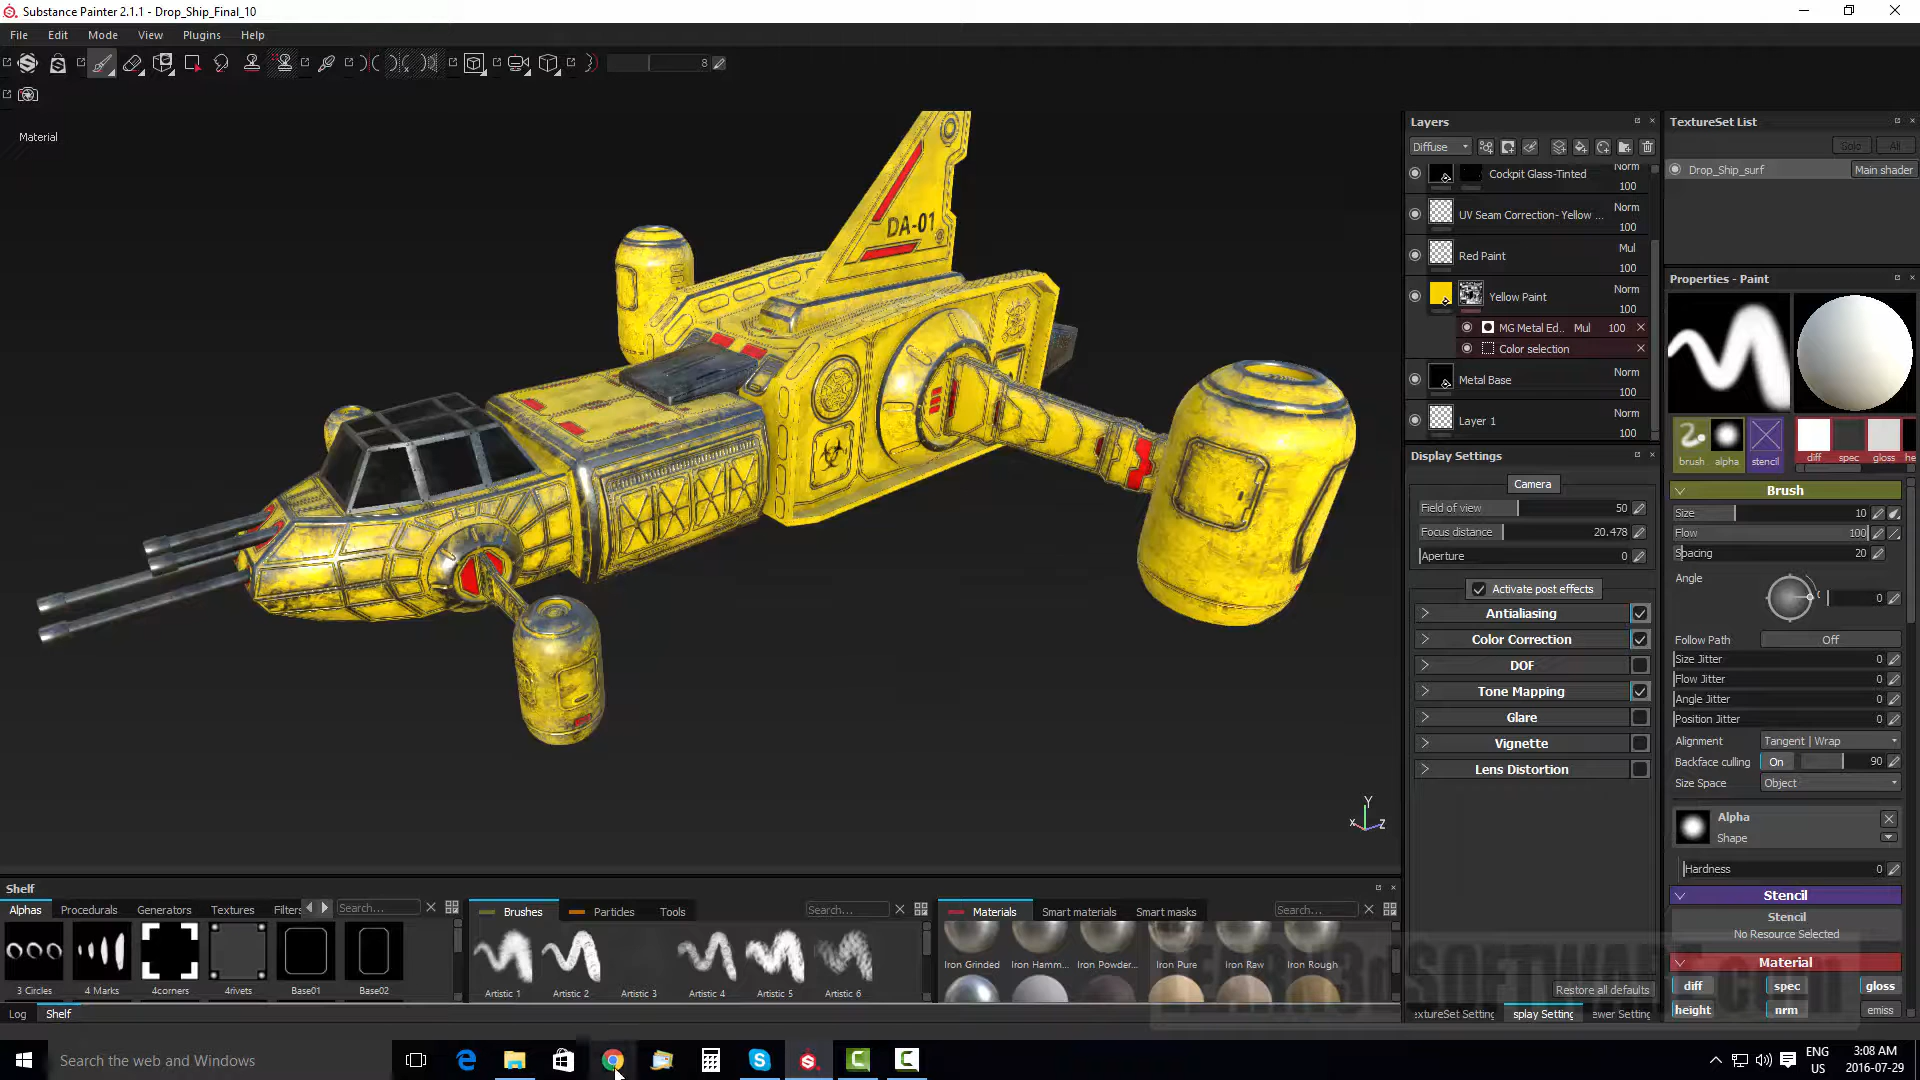 Substance Painter 2.1.1 - Drop_Ship_Final_10
File Edit Mode View Plugins Help
8
Material
DA-01
Layers
Diffuse
Cockpit Glass-Tinted Norm 100
UV Seam Correction- Yellow ... Norm 100
Red Paint Mul 100
Yellow Paint Norm 100
MG Metal Ed.. Mul 100
Color selection
Metal Base Norm 100
Layer 1 Norm 100
Display Settings
Camera
Field of view 50
Focus distance 20.478
Aperture 0
Activate post effects
Antialiasing
Color Correction
DOF
Tone Mapping
Glare
Vignette
Lens Distortion
Restore all defaults
extureSet Setting splay Setting ewer Setting
TextureSet List
Solo All
Drop_Ship_surf Main shader
Properties - Paint
brush alpha stencil diff spec gloss he
Brush
Size 10
Flow 100
Spacing 20
Angle 0
Follow Path Off
Size Jitter 0
Flow Jitter 0
Angle Jitter 0
Position Jitter 0
Alignment Tangent | Wrap
Backface culling On 90
Size Space Object
Alpha
Shape
Hardness 0
Stencil
Stencil
No Resource Selected
Material
diff spec gloss
height nrm emiss
Shelf
Alphas Procedurals Generators Textures Filters Search...
3 Circles 4 Marks 4corners 4rivets Base01 Base02
Brushes Particles Tools Search...
Artistic 1 Artistic 2 Artistic 3 Artistic 4 Artistic 5 Artistic 6
Materials Smart materials Smart masks Search...
Iron Grinded Iron Hamm... Iron Powder... Iron Pure Iron Raw Iron Rough
LEARN3dSOFTWARE.com
Log Shelf
Search the web and Windows
ENG
US
3:08 AM
2016-07-29
Y
X Z